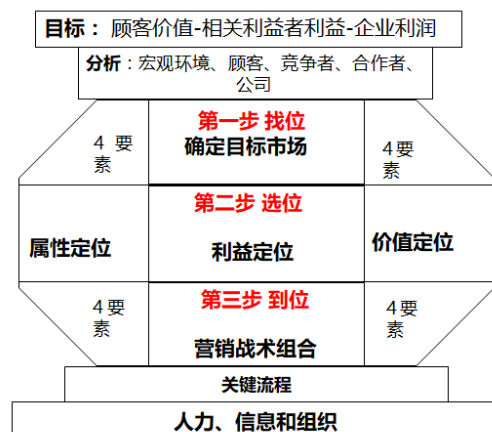 目标：顾客价值-相关利益者利益-企业利润
分析：宏观环境、顾客、竞争者、合作者、
公司
第一步 找位
确定目标市场
4 要
素
4要
素
第二步 选位
属性定位
利益定位
价值定位
第三步 到位
4要
素
4要
素
营销战术组合
关键流程
人力、信息和组织